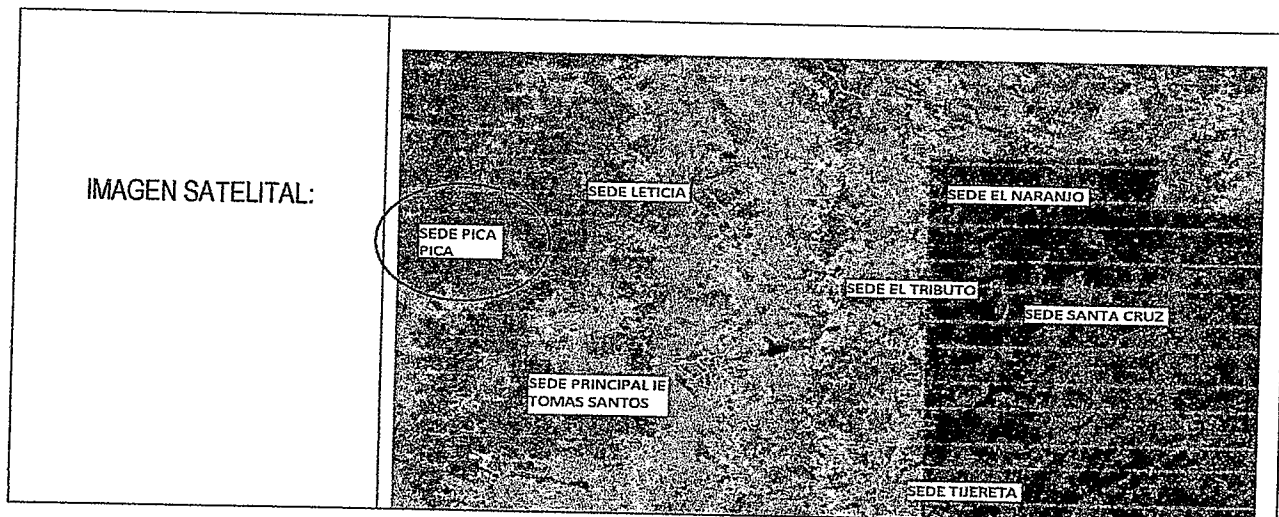 IMAGEN SATELITAL:
SEDE LETICIA
SEDE EL NARANJO
SEDE PICA
PICA
SEDE EL TRIBUTO
SEDE SANTA CRUZ
SEDE PRINCIPAL IE
TOMAS SANTOS
SEDE TIJERETA